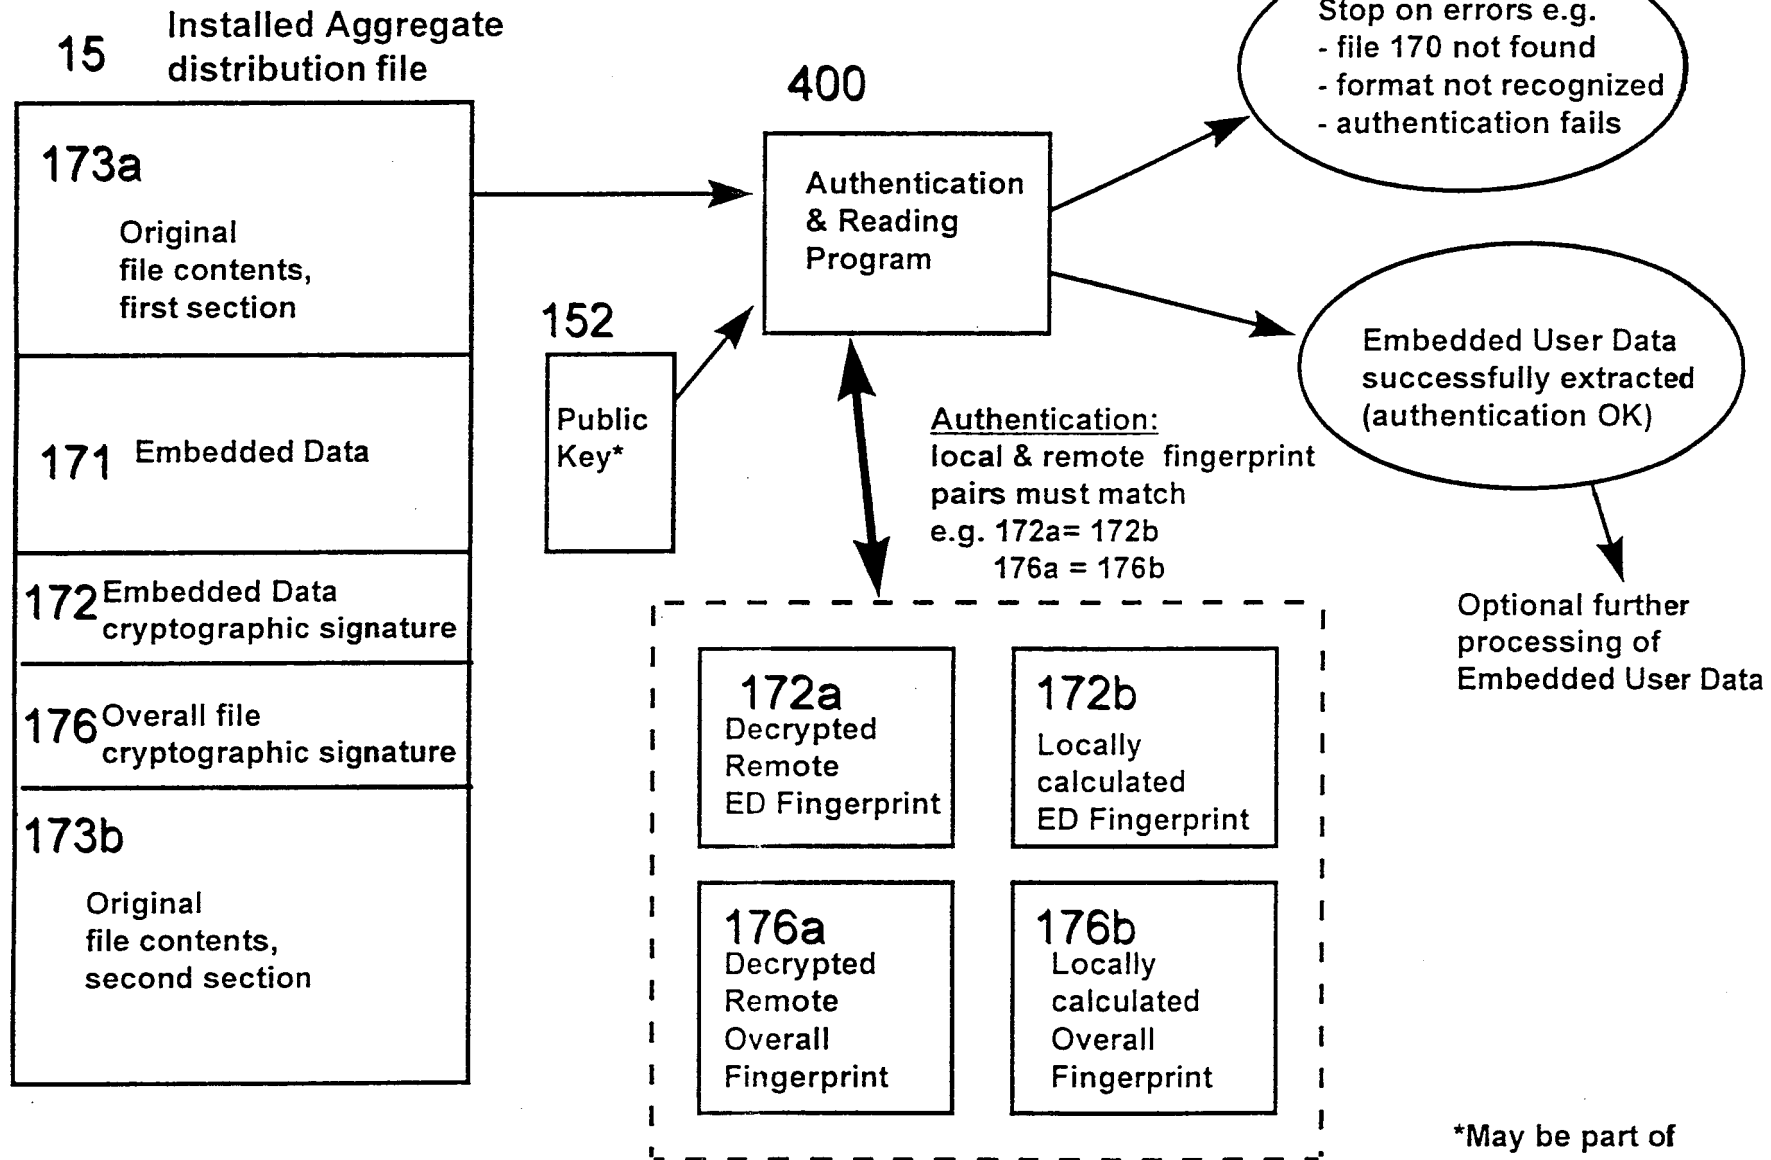 15
Installed Aggregate
distribution file
173a
Original
file contents,
first section
171 Embedded Data
172 Embedded Data
cryptographic signature
176 Overall file
cryptographic signature
173b
Original
file contents,
second section
400
Authentication
& Reading
Program
152
Public
Key*
Stop on errors e.g.
- file 170 not found
- format not recognized
- authentication fails
Embedded User Data
successfully extracted
(authentication OK)
Optional further
processing of
Embedded User Data
Authentication:
local & remote fingerprint
pairs must match
e.g. 172a= 172b
176a = 176b
172a
Decrypted
Remote
ED Fingerprint
172b
Locally
calculated
ED Fingerprint
176a
Decrypted
Remote
Overall
Fingerprint
176b
Locally
calculated
Overall
Fingerprint
*May be part of